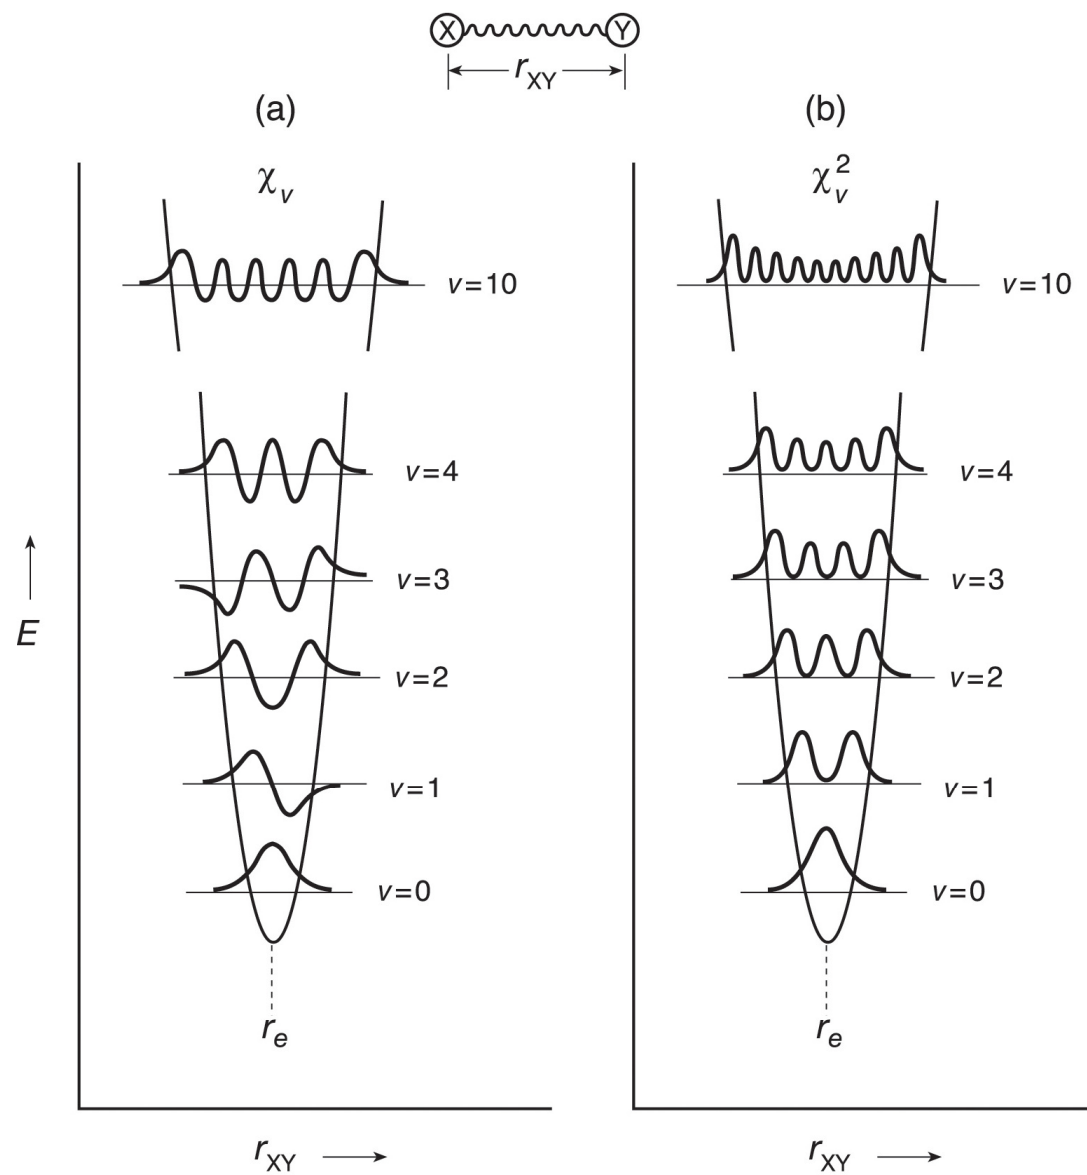 X Y
r_XY
(a) (b)
χ_v χ_v^2
v=10 v=10
v=4 v=4
v=3 v=3
E
v=2 v=2
v=1 v=1
v=0 v=0
r_e r_e
r_XY r_XY